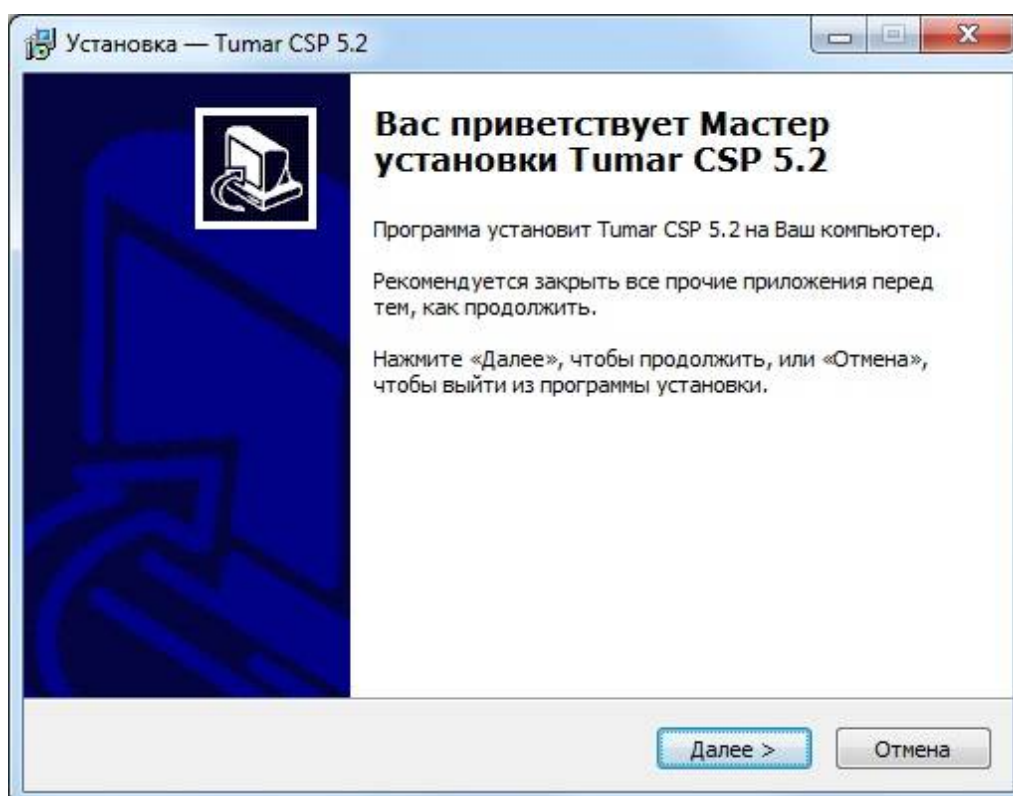 Установка — Tumar CSP 5.2
Вас приветствует Мастер
установки Tumar CSP 5.2
Программа установит Tumar CSP 5.2 на Ваш компьютер.
Рекомендуется закрыть все прочие приложения перед
тем, как продолжить.
Нажмите «Далее», чтобы продолжить, или «Отмена»,
чтобы выйти из программы установки.
Далее >
Отмена